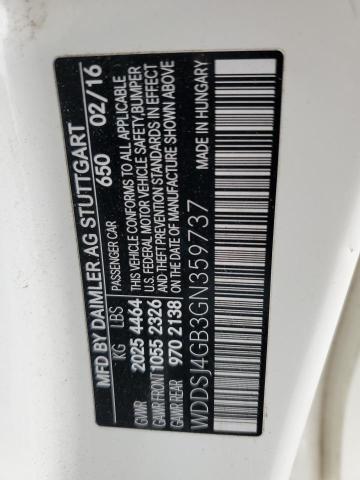 MFD BY DAIMLER AG STUTTGART
650 02/16
PASSENGER CAR
KG LBS
GVWR 2025 4464
GAWR FRONT 1055 2326
GAWR REAR 970 2138
THIS VEHICLE CONFORMS TO ALL APPLICABLE
U.S. FEDERAL MOTOR VEHICLE SAFETY,BUMPER
AND THEFT PREVENTION STANDARDS IN EFFECT
ON THE DATE OF MANUFACTURE SHOWN ABOVE
MADE IN HUNGARY
WDDSJ4GB3GN359737